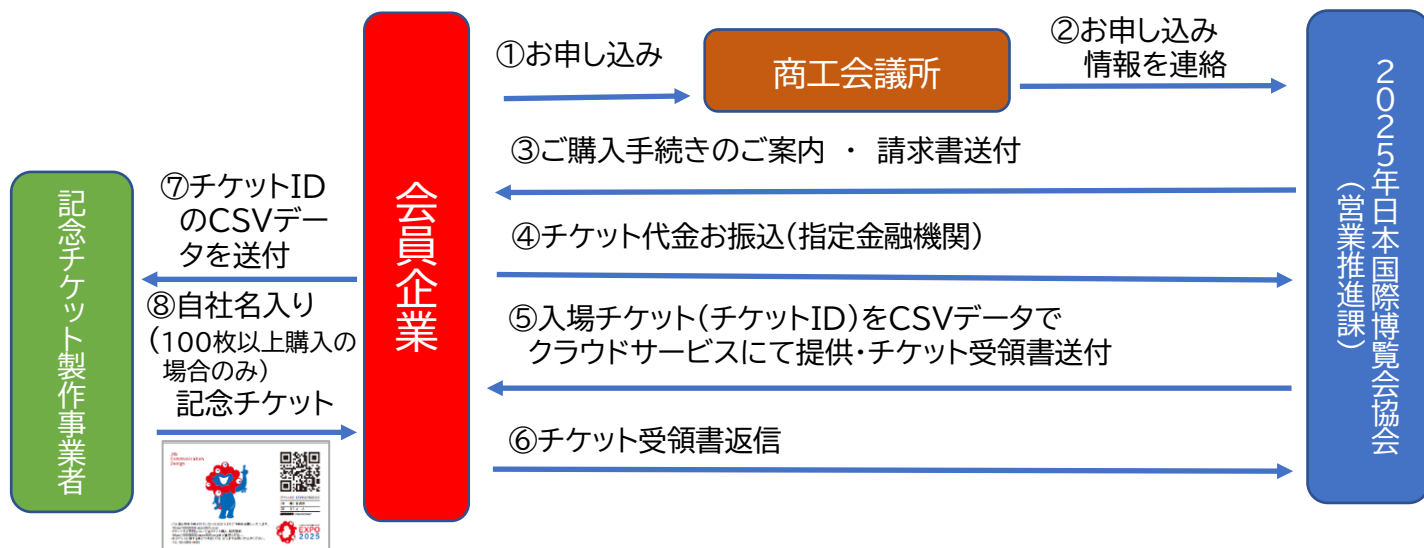 ①お申し込み
商工会議所
②お申し込み
情報を連絡
2025年日本国際博覧会協会
(営業推進課)
③ご購入手続きのご案内 ・ 請求書送付
会員企業
④チケット代金お振込(指定金融機関)
⑤入場チケット(チケットID)をCSVデータで
クラウドサービスにて提供・チケット受領書送付
⑥チケット受領書返信
⑦チケットID
のCSVデー
タを送付
記念チケット製作事業者
⑧自社名入り
(100枚以上購入の
場合のみ)
記念チケット
EXPO
2025